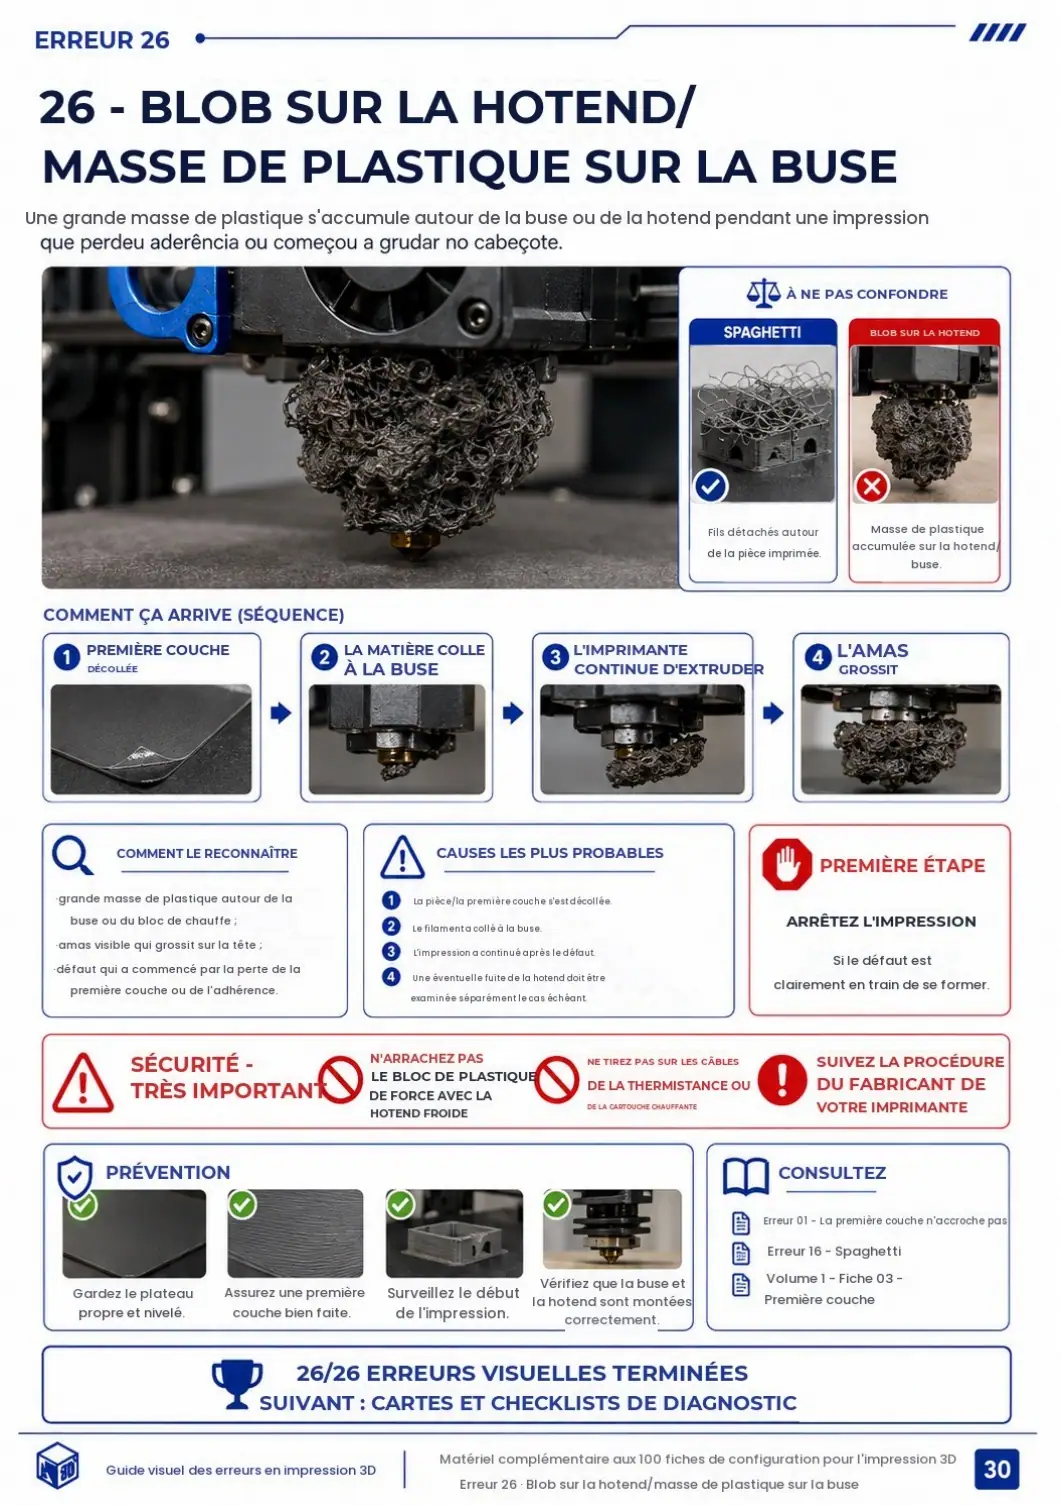 ERREUR 26
26 - BLOB SUR LA HOTEND/
MASSE DE PLASTIQUE SUR LA BUSE
Une grande masse de plastique s'accumule autour de la buse ou de la hotend pendant une impression
que perdeu aderência ou começou a grudar no cabeçote.
À NE PAS CONFONDRE
SPAGHETTI
Fils détachés autour
de la pièce imprimée.
BLOB SUR LA HOTEND
Masse de plastique
accumulée sur la hotend/
buse.
COMMENT ÇA ARRIVE (SÉQUENCE)
1 PREMIÈRE COUCHE
DÉCOLLÉE
2 LA MATIÈRE COLLE
À LA BUSE
3 L'IMPRIMANTE
CONTINUE D'EXTRUDER
4 L'AMAS
GROSSIT
COMMENT LE RECONNAÎTRE
·grande masse de plastique autour de la
buse ou du bloc de chauffe ;
·amas visible qui grossit sur la tête ;
·défaut qui a commencé par la perte de la
première couche ou de l'adhérence.
CAUSES LES PLUS PROBABLES
1 La pièce/la première couche s'est décollée.
2 Le filament a collé à la buse.
3 L'impression a continué après le défaut.
4 Une éventuelle fuite de la hotend doit être
examinée séparément le cas échéant.
PREMIÈRE ÉTAPE
ARRÊTEZ L'IMPRESSION
Si le défaut est
clairement en train de se former.
SÉCURITÉ -
TRÈS IMPORTANT
N'ARRACHEZ PAS
LE BLOC DE PLASTIQUE
DE FORCE AVEC LA
HOTEND FROIDE
NE TIREZ PAS SUR LES CÂBLES
DE LA THERMISTANCE OU
DE LA CARTOUCHE CHAUFFANTE
SUIVEZ LA PROCÉDURE
DU FABRICANT DE
VOTRE IMPRIMANTE
PRÉVENTION
Gardez le plateau
propre et nivelé.
Assurez une première
couche bien faite.
Surveillez le début
de l'impression.
Vérifiez que la buse et
la hotend sont montées
correctement.
CONSULTEZ
Erreur 01 - La première couche n'accroche pas
Erreur 16 - Spaghetti
Volume 1 - Fiche 03 -
Première couche
26/26 ERREURS VISUELLES TERMINÉES
SUIVANT : CARTES ET CHECKLISTS DE DIAGNOSTIC
Guide visuel des erreurs en impression 3D
Matériel complémentaire aux 100 fiches de configuration pour l'impression 3D
Erreur 26 · Blob sur la hotend/masse de plastique sur la buse
30